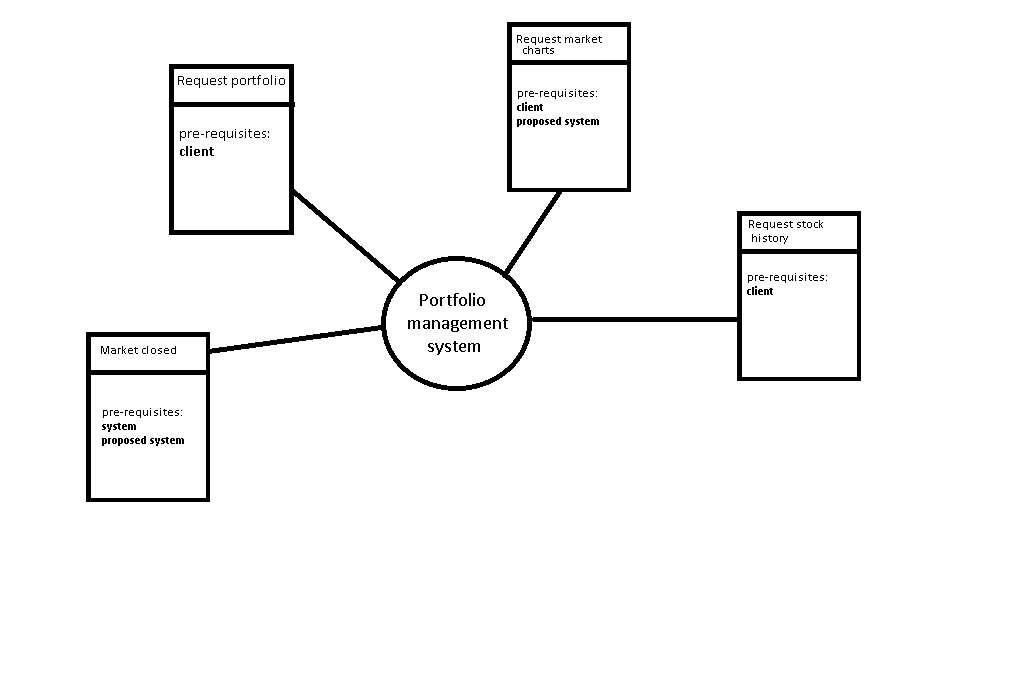 Request market
charts
pre-requisites:
client
proposed system
Request portfolio
pre-requisites:
client
Request stock
history
pre-requisites:
client
Portfolio
management
system
Market closed
pre-requisites:
system
proposed system